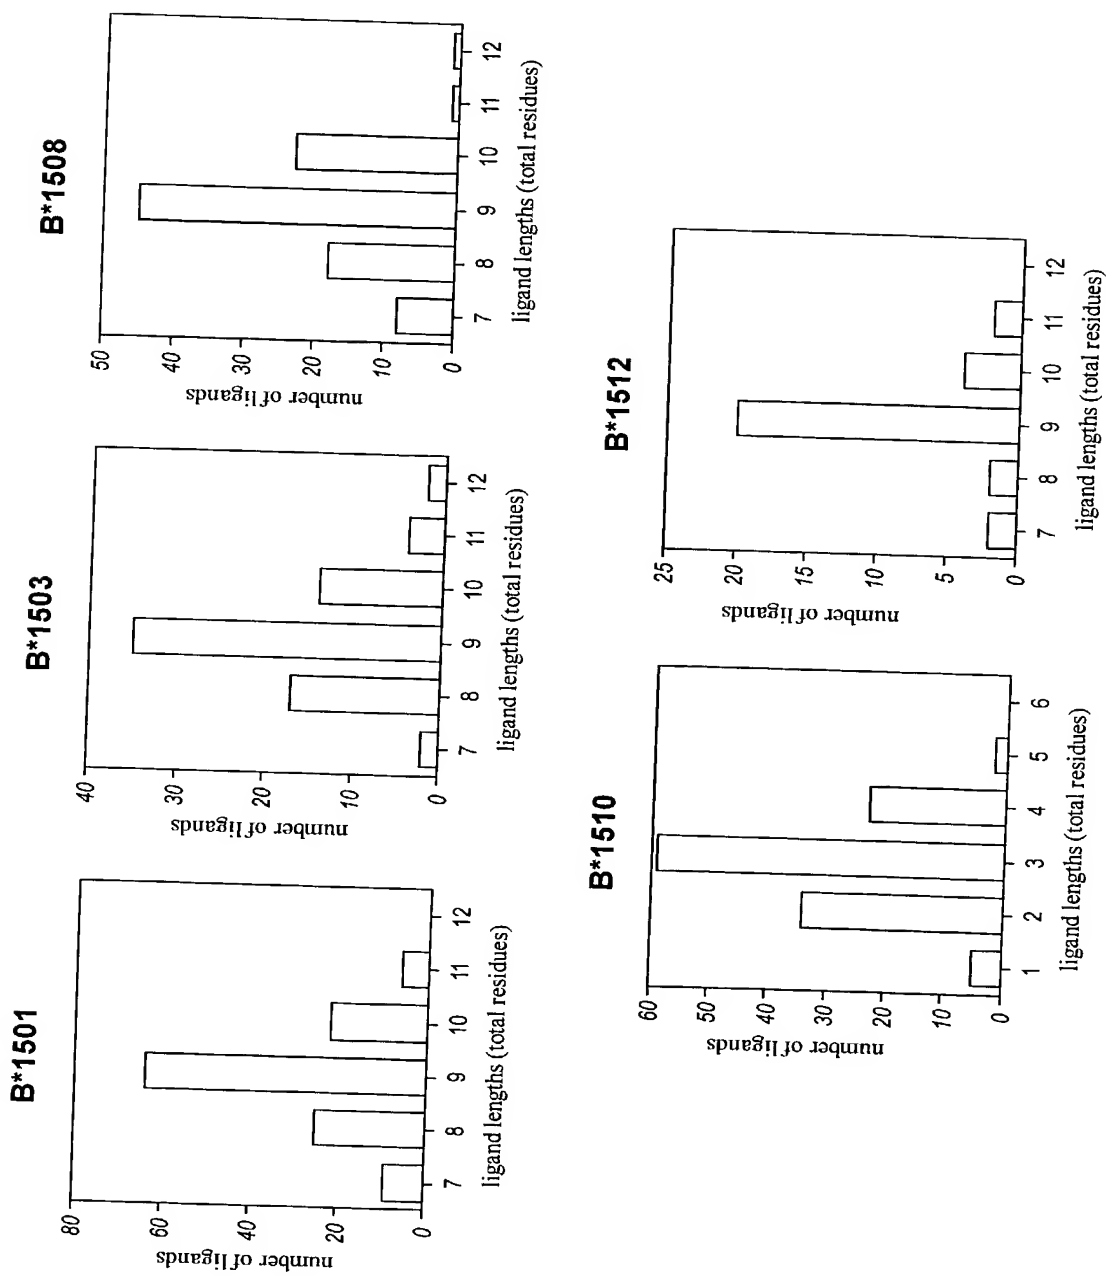 B*1501
number of ligands
80
60
40
20
0
7 8 9 10 11 12
ligand lengths (total residues)
B*1503
number of ligands
40
30
20
10
0
7 8 9 10 11 12
ligand lengths (total residues)
B*1508
number of ligands
50
40
30
20
10
0
7 8 9 10 11 12
ligand lengths (total residues)
B*1510
number of ligands
60
50
40
30
20
10
0
1 2 3 4 5 6
ligand lengths (total residues)
B*1512
number of ligands
25
20
15
10
5
0
7 8 9 10 11 12
ligand lengths (total residues)